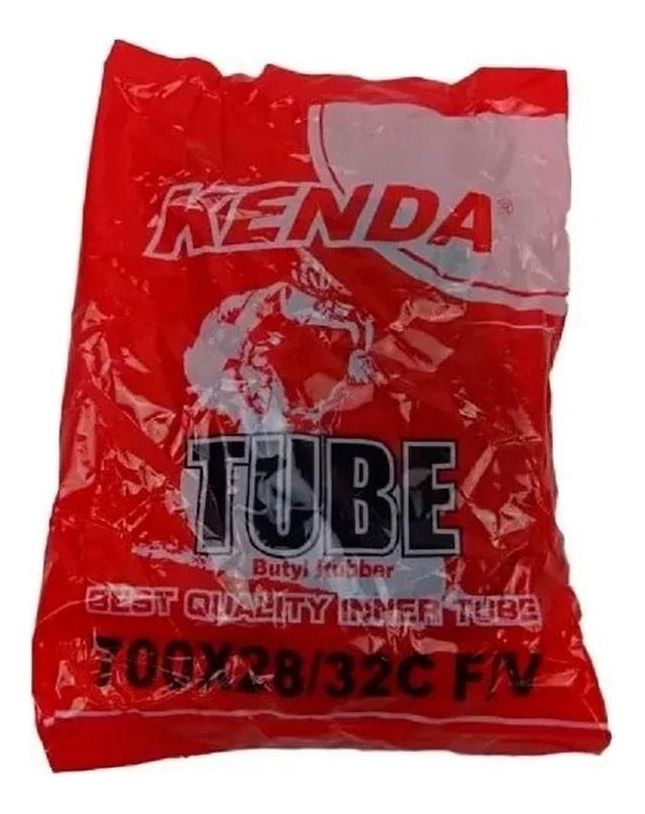 KENDA®
TUBE
Butyl Rubber
BEST QUALITY INNER TUBE
700X28/32C F/V